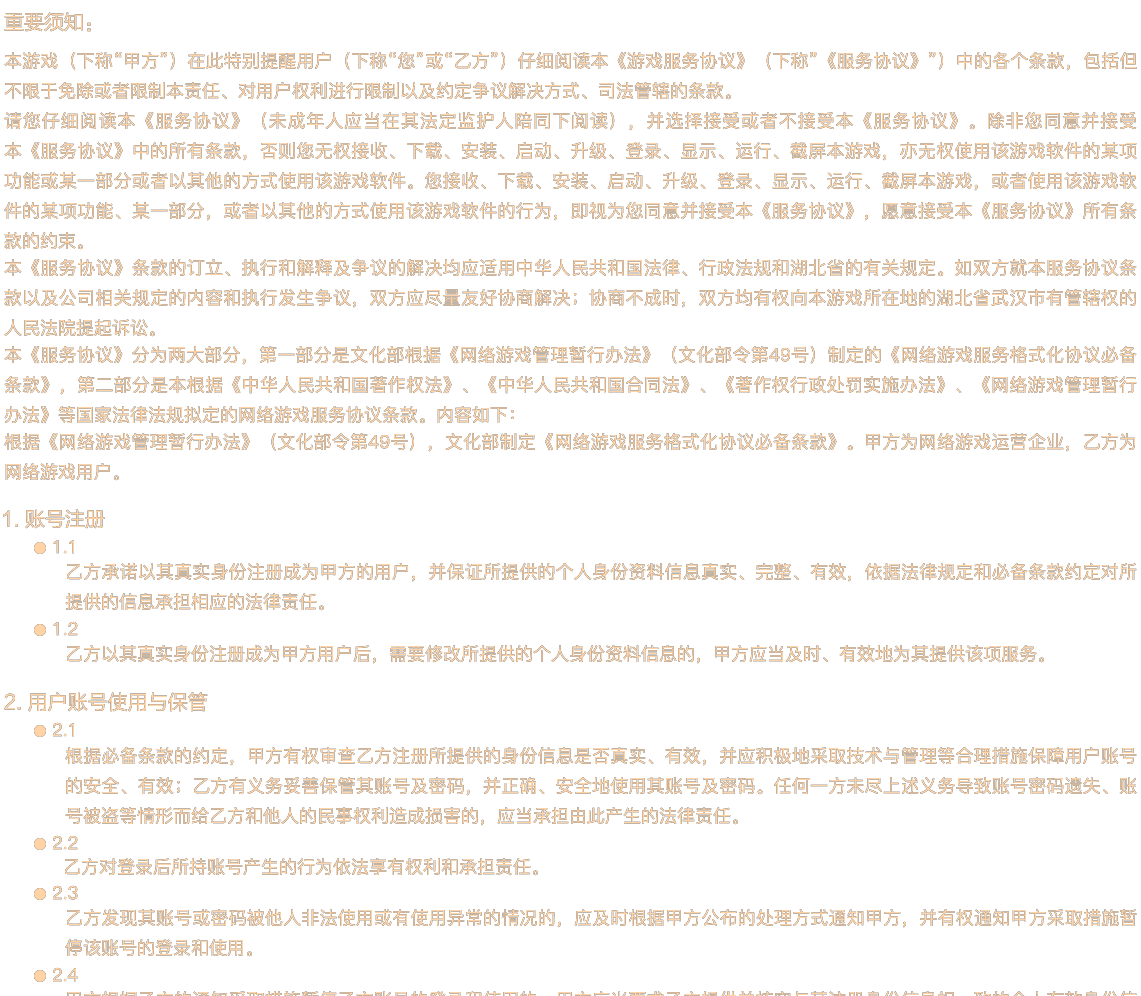 重要须知：
本游戏（下称“甲方”）在此特别提醒用户（下称“您”或“乙方”）仔细阅读本《游戏服务协议》（下称”《服务协议》”）中的各个条款，包括但
不限于免除或者限制本责任、对用户权利进行限制以及约定争议解决方式、司法管辖的条款。
请您仔细阅读本《服务协议》（未成年人应当在其法定监护人陪同下阅读），并选择接受或者不接受本《服务协议》。除非您同意并接受
本《服务协议》中的所有条款，否则您无权接收、下载、安装、启动、升级、登录、显示、运行、截屏本游戏，亦无权使用该游戏软件的某项
功能或某一部分或者以其他的方式使用该游戏软件。您接收、下载、安装、启动、升级、登录、显示、运行、截屏本游戏，或者使用该游戏软
件的某项功能、某一部分，或者以其他的方式使用该游戏软件的行为，即视为您同意并接受本《服务协议》，愿意接受本《服务协议》所有条
款的约束。
本《服务协议》条款的订立、执行和解释及争议的解决均应适用中华人民共和国法律、行政法规和湖北省的有关规定。如双方就本服务协议条
款以及公司相关规定的内容和执行发生争议，双方应尽量友好协商解决；协商不成时，双方均有权向本游戏所在地的湖北省武汉市有管辖权的
人民法院提起诉讼。
本《服务协议》分为两大部分，第一部分是文化部根据《网络游戏管理暂行办法》（文化部令第49号）制定的《网络游戏服务格式化协议必备
条款》，第二部分是本根据《中华人民共和国著作权法》、《中华人民共和国合同法》、《著作权行政处罚实施办法》、《网络游戏管理暂行
办法》等国家法律法规拟定的网络游戏服务协议条款。内容如下：
根据《网络游戏管理暂行办法》（文化部令第49号），文化部制定《网络游戏服务格式化协议必备条款》。甲方为网络游戏运营企业，乙方为
网络游戏用户。
1. 账号注册
● 1.1
乙方承诺以其真实身份注册成为甲方的用户，并保证所提供的个人身份资料信息真实、完整、有效，依据法律规定和必备条款约定对所
提供的信息承担相应的法律责任。
● 1.2
乙方以其真实身份注册成为甲方用户后，需要修改所提供的个人身份资料信息的，甲方应当及时、有效地为其提供该项服务。
2. 用户账号使用与保管
● 2.1
根据必备条款的约定，甲方有权审查乙方注册所提供的身份信息是否真实、有效，并应积极地采取技术与管理等合理措施保障用户账号
的安全、有效；乙方有义务妥善保管其账号及密码，并正确、安全地使用其账号及密码。任何一方未尽上述义务导致账号密码遗失、账
号被盗等情形而给乙方和他人的民事权利造成损害的，应当承担由此产生的法律责任。
● 2.2
乙方对登录后所持账号产生的行为依法享有权利和承担责任。
● 2.3
乙方发现其账号或密码被他人非法使用或有使用异常的情况的，应及时根据甲方公布的处理方式通知甲方，并有权通知甲方采取措施暂
停该账号的登录和使用。
● 2.4